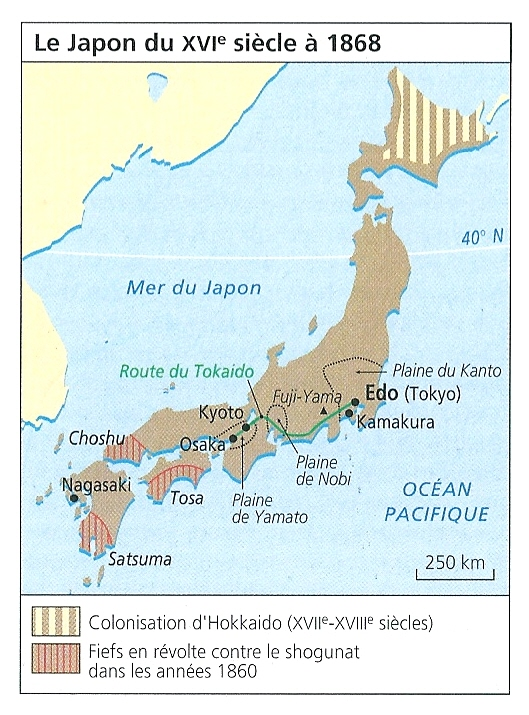 Le Japon du XVIe siècle à 1868
40° N
Mer du Japon
Route du Tokaido
Plaine du Kanto
Fuji-Yama
Edo (Tokyo)
Kyoto
Kamakura
Choshu
Osaka
Plaine
de Nobi
Nagasaki
Tosa
Plaine
de Yamato
OCÉAN
PACIFIQUE
Satsuma
250 km
Colonisation d'Hokkaido (XVIIe-XVIIIe siècles)
Fiefs en révolte contre le shogunat
dans les années 1860